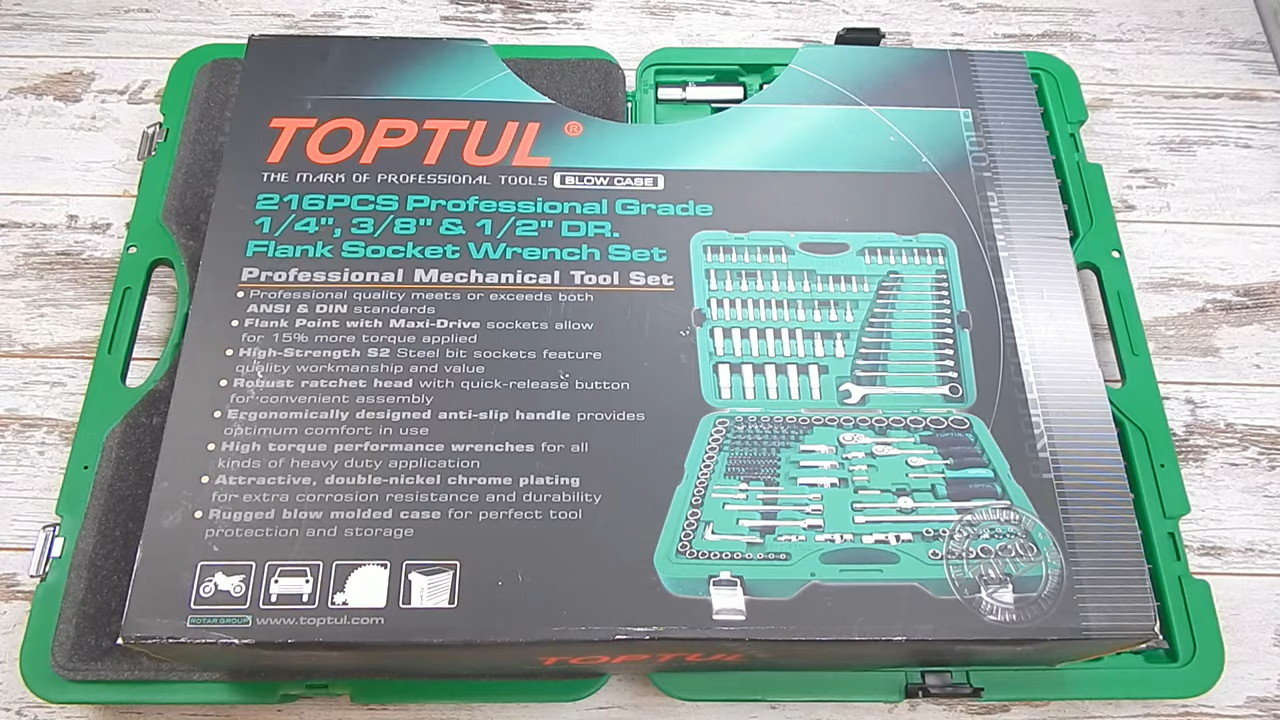 TOPTUL®
THE MARK OF PROFESSIONAL TOOLS BLOW CASE
216PCS Professional Grade
1/4", 3/8" & 1/2" DR.
Flank Socket Wrench Set
Professional Mechanical Tool Set
• Professional quality meets or exceeds both
ANSI & DIN standards
• Flank Point with Maxi-Drive sockets allow
for 15% more torque applied
• High-Strength S2 Steel bit sockets feature
quality workmanship and value
• Robust ratchet head with quick-release button
for convenient assembly
• Ergonomically designed anti-slip handle provides
optimum comfort in use
• High torque performance wrenches for all
kinds of heavy duty application
• Attractive, double-nickel chrome plating
for extra corrosion resistance and durability
• Rugged blow molded case for perfect tool
protection and storage
TOPTUL
TOPTUL
ROTAR GROUP www.toptul.com
TOPTUL